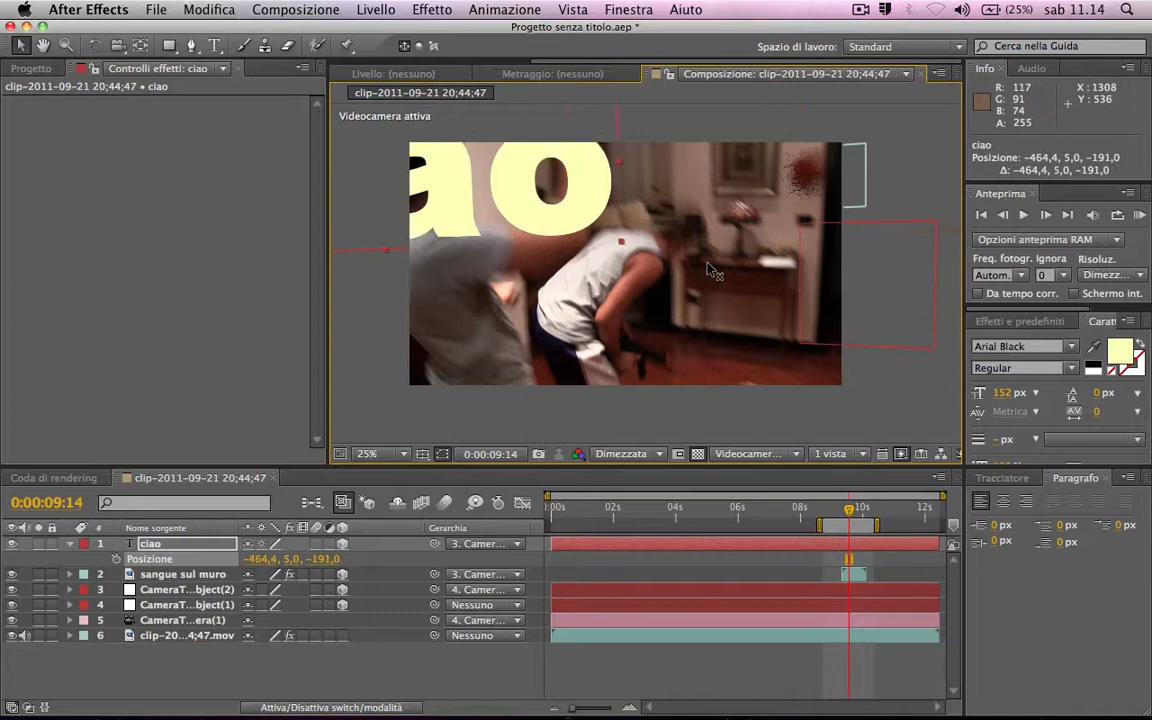 After Effects File Modifica Composizione Livello Effetto Animazione Vista Finestra Aiuto (25%) sab 11.14
Progetto senza titolo.aep *
Spazio di lavoro: Standard Cerca nella Guida
Progetto Controlli effetti: ciao Livello: (nessuno) Metraggio: (nessuno) Composizione: clip-2011-09-21 20;44;47 Info Audio
clip-2011-09-21 20;44;47 • ciao clip-2011-09-21 20;44;47
R: 117 X: 1308
G: 91 Y: 536
B: 74
A: 255
Videocamera attiva
ao
ciao
Posizione: -464,4, 5,0, -191,0
Δ: -464,4, 5,0, -191,0
Anteprima
Opzioni anteprima RAM
Freq. fotogr. Ignora Risoluz.
Autom. 0 Dimezz...
Da tempo corr. Schermo int.
Effetti e predefiniti Caratt
Arial Black
Regular
152 px 0 px
Metrica 0
- px
25% 0:00:09:14 Dimezzata Videocamer... 1 vista
Coda di rendering clip-2011-09-21 20;44;47 Tracciatore Paragrafo
0:00:09:14
:00s 02s 04s 06s 08s 10s 12s
# Nome sorgente Gerarchia
1 T ciao 3. Camer...
Posizione -464,4, 5,0, -191,0
2 sangue sul muro 3. Camer...
3 CameraT...bject(2) 4. Camer...
4 CameraT...bject(1) Nessuno
5 CameraT...era(1) 4. Camer...
6 clip-20...4;47.mov Nessuno
0 px 0 px 0 px
0 px 0 px
Attiva/Disattiva switch/modalità